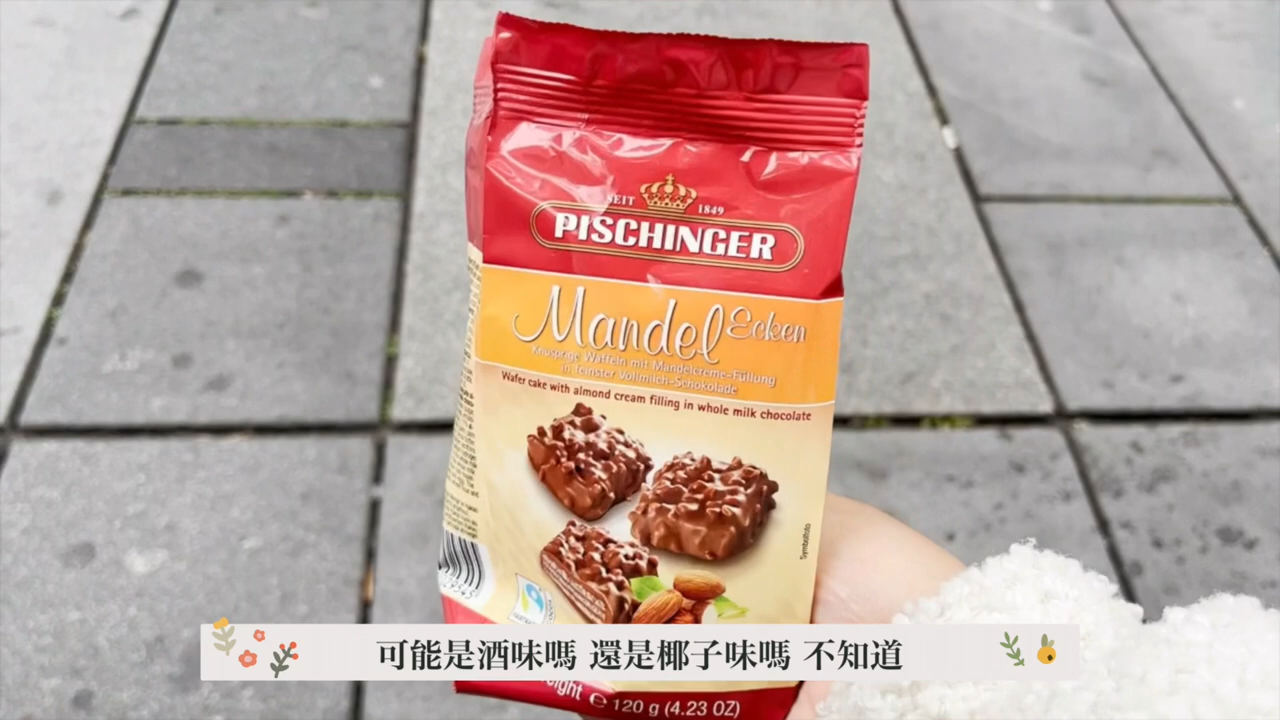 SEIT 1849
PISCHINGER
Mandel Ecken
Knusprige Waffeln mit Mandelcreme-Füllung
in feinster Vollmilch-Schokolade
Wafer cake with almond cream filling in whole milk chocolate
Symbolfoto
可能是酒味嗎 還是椰子味嗎 不知道
℮ 120 g (4.23 OZ)